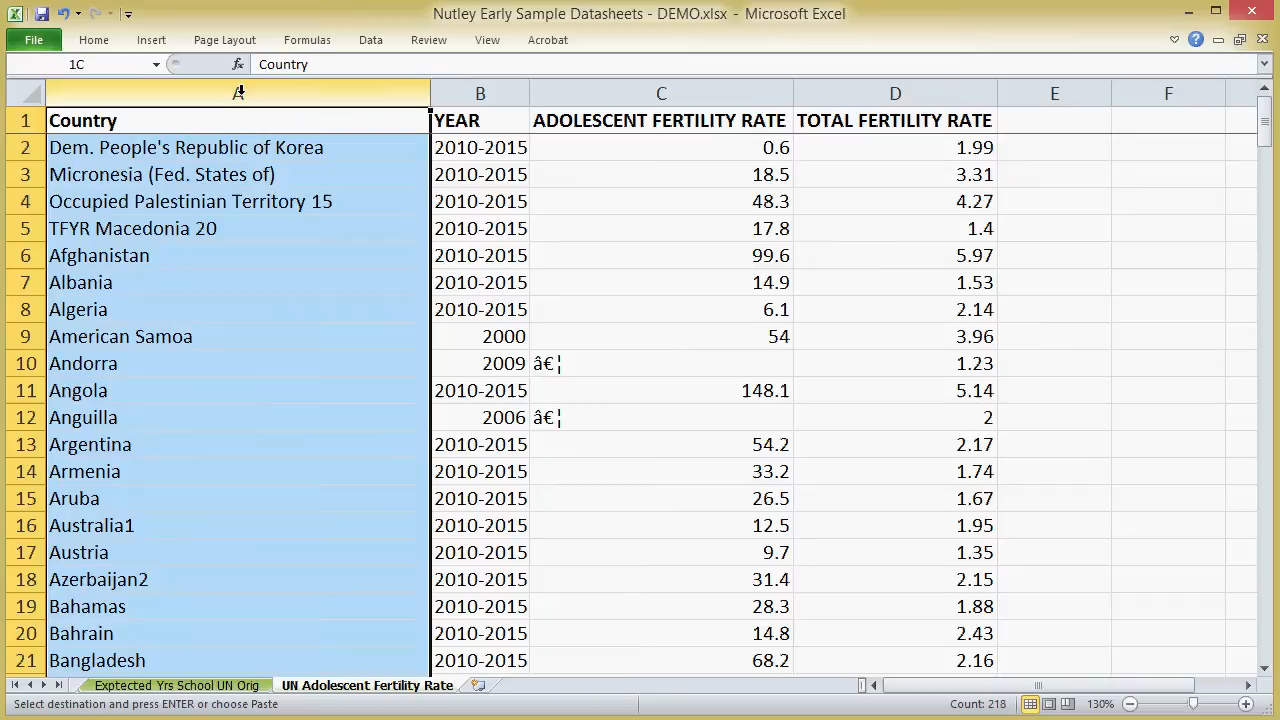 Nutley Early Sample Datasheets - DEMO.xlsx - Microsoft Excel
File Home Insert Page Layout Formulas Data Review View Acrobat
1C fx Country
A B C D E F
1 Country YEAR ADOLESCENT FERTILITY RATE TOTAL FERTILITY RATE
2 Dem. People's Republic of Korea 2010-2015 0.6 1.99
3 Micronesia (Fed. States of) 2010-2015 18.5 3.31
4 Occupied Palestinian Territory 15 2010-2015 48.3 4.27
5 TFYR Macedonia 20 2010-2015 17.8 1.4
6 Afghanistan 2010-2015 99.6 5.97
7 Albania 2010-2015 14.9 1.53
8 Algeria 2010-2015 6.1 2.14
9 American Samoa 2000 54 3.96
10 Andorra 2009 â€¦ 1.23
11 Angola 2010-2015 148.1 5.14
12 Anguilla 2006 â€¦ 2
13 Argentina 2010-2015 54.2 2.17
14 Armenia 2010-2015 33.2 1.74
15 Aruba 2010-2015 26.5 1.67
16 Australia1 2010-2015 12.5 1.95
17 Austria 2010-2015 9.7 1.35
18 Azerbaijan2 2010-2015 31.4 2.15
19 Bahamas 2010-2015 28.3 1.88
20 Bahrain 2010-2015 14.8 2.43
21 Bangladesh 2010-2015 68.2 2.16
Exptected Yrs School UN Orig UN Adolescent Fertility Rate
Select destination and press ENTER or choose Paste Count: 218 130%